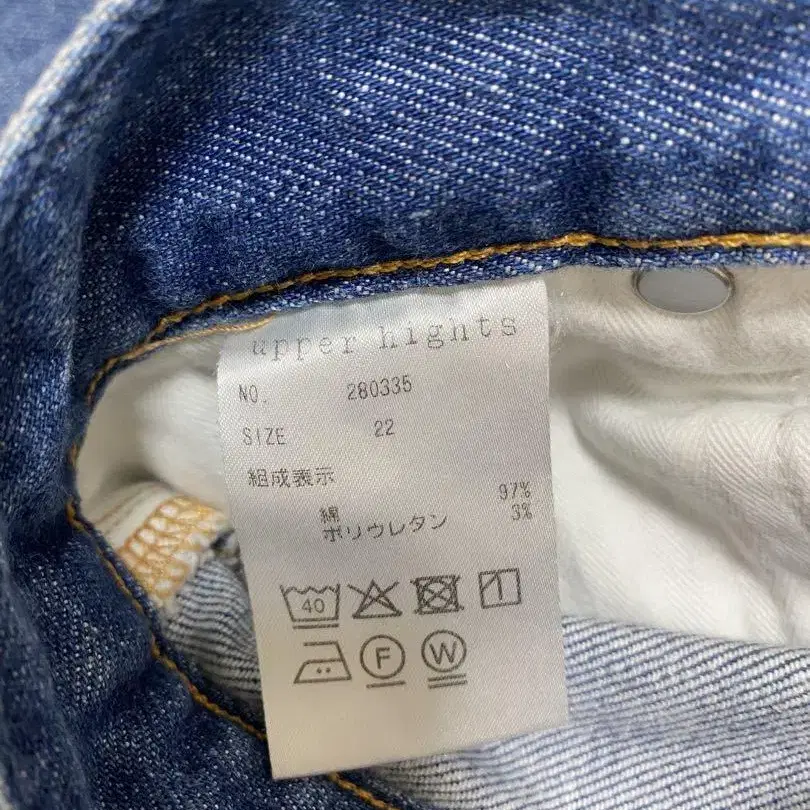 upper hights
NO. 280335
SIZE 22
組成表示
綿 97%
ポリウレタン 3%
40
F W